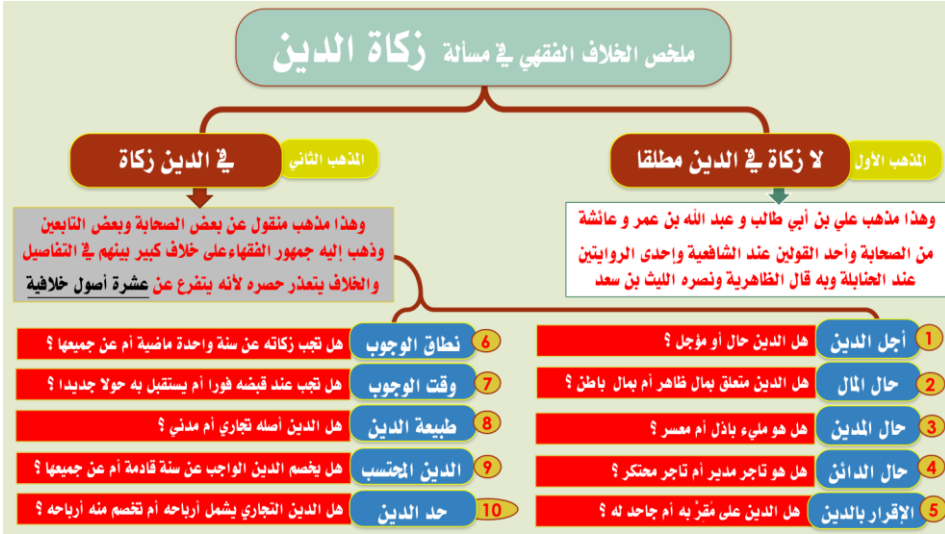 ملخص الخلاف الفقهي في مسألة زكاة الدين
المذهب الأول
لا زكاة في الدين مطلقا
وهذا مذهب علي بن أبي طالب و عبد الله بن عمر و عائشة
من الصحابة وأحد القولين عند الشافعية وإحدى الروايتين
عند الحنابلة وبه قال الظاهرية ونصره الليث بن سعد
المذهب الثاني
في الدين زكاة
وهذا مذهب منقول عن بعض الصحابة وبعض التابعين
وذهب إليه جمهور الفقهاء على خلاف كبير بينهم في التفاصيل
والخلاف يتعذر حصره لأنه يتفرع عن عشرة أصول خلافية
1 أجل الدين هل الدين حال أو مؤجل ؟
2 حال المال هل الدين متعلق بمال ظاهر أم بمال باطن ؟
3 حال المدين هل هو مليء باذل أم معسر ؟
4 حال الدائن هل هو تاجر مدير أم تاجر محتكر ؟
5 الإقرار بالدين هل الدين على مُقِرٍّ به أم جاحد له ؟
6 نطاق الوجوب هل تجب زكاته عن سنة واحدة ماضية أم عن جميعها ؟
7 وقت الوجوب هل تجب عند قبضه فورا أم يستقبل به حولا جديدا ؟
8 طبيعة الدين هل الدين أصله تجاري أم مدني ؟
9 الدين المحتسب هل يخصم الدين الواجب عن سنة قادمة أم عن جميعها ؟
10 حد الدين هل الدين التجاري يشمل أرباحه أم تخصم منه أرباحه ؟